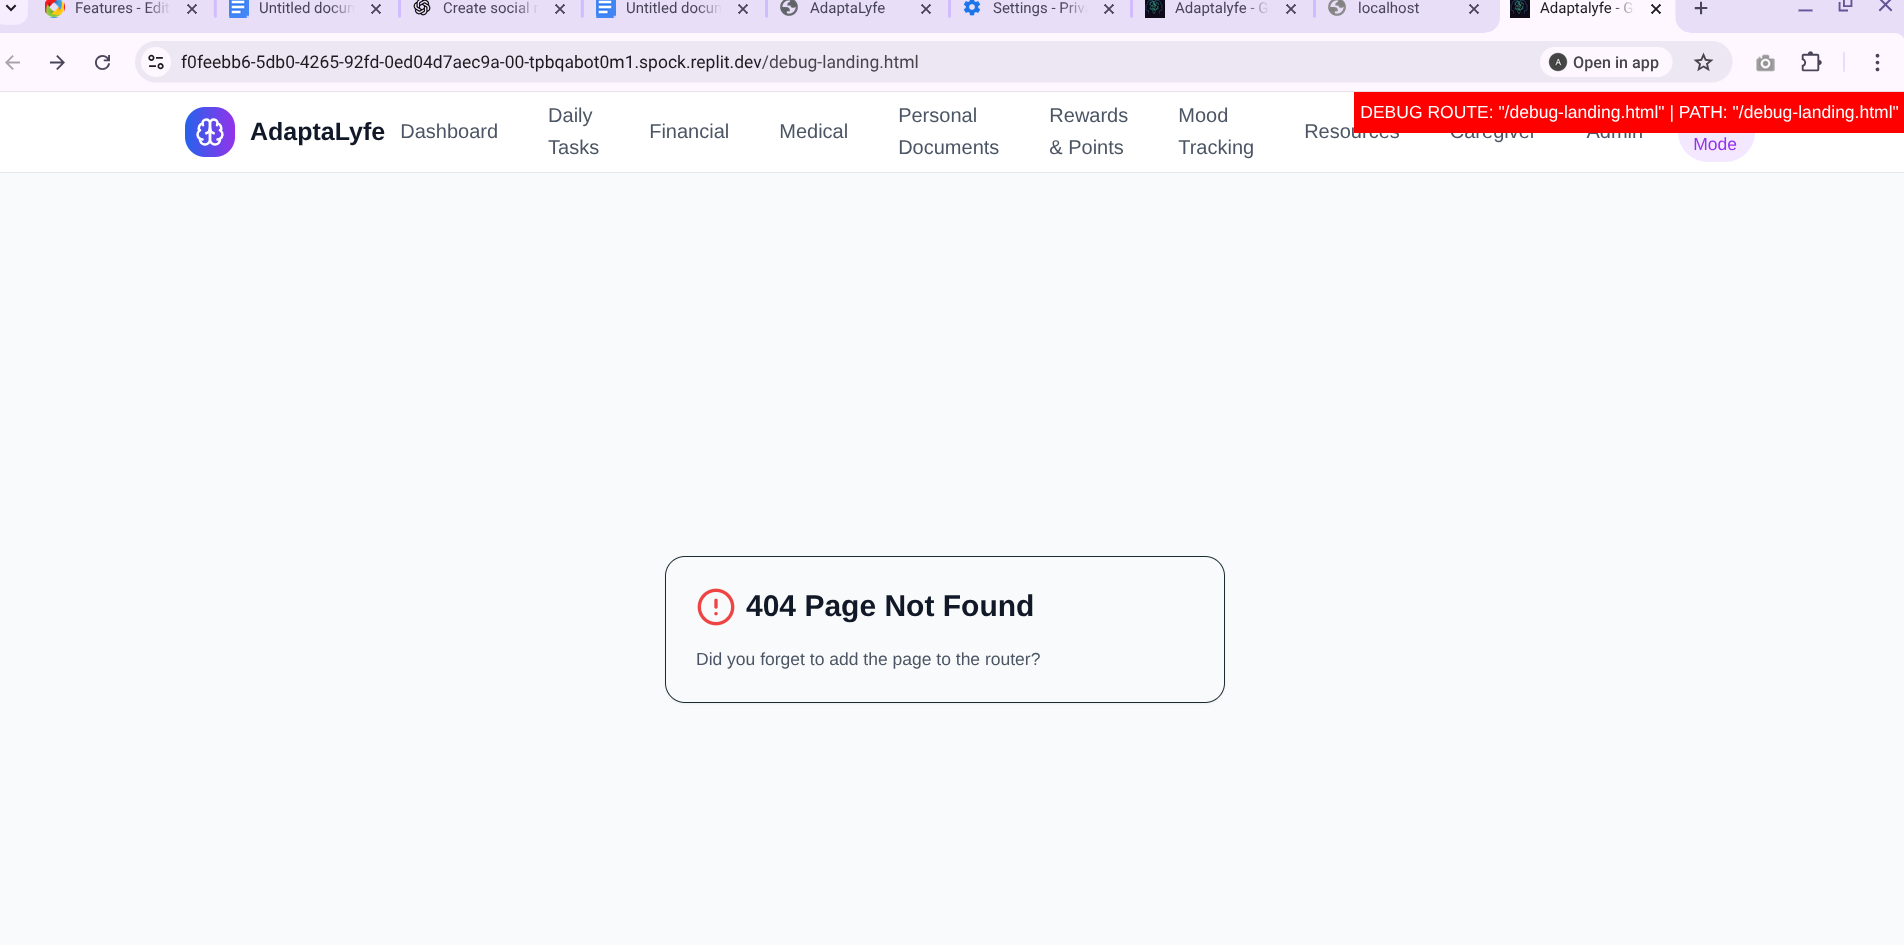 Features - Edit
Untitled docum
Create social
Untitled docum
AdaptaLyfe
Settings - Priv
Adaptalyfe - G
localhost
Adaptalyfe - G
f0feebb6-5db0-4265-92fd-0ed04d7aec9a-00-tpbqabot0m1.spock.replit.dev/debug-landing.html
A
Open in app
DEBUG ROUTE: "/debug-landing.html" | PATH: "/debug-landing.html"
AdaptaLyfe
Dashboard
Daily
Tasks
Financial
Medical
Personal
Documents
Rewards
& Points
Mood
Tracking
Resources
Caregiver
Admin
Mode
404 Page Not Found
Did you forget to add the page to the router?